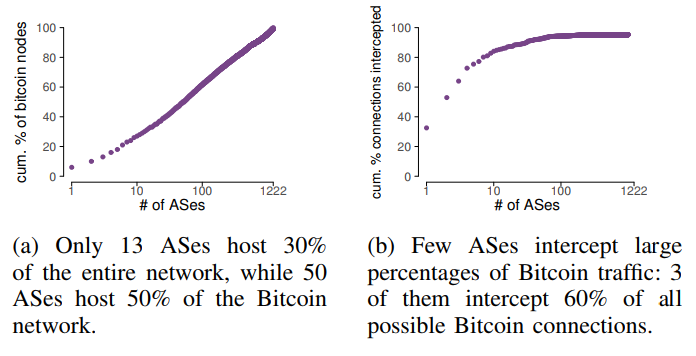 cum. % of bitcoin nodes
100
80
60
40
20
0
1
10
100
1222
# of ASes
cum. % connections intercepted
100
80
60
40
20
0
1
10
100
1222
# of ASes
(a) Only 13 ASes host 30%
of the entire network, while 50
ASes host 50% of the Bitcoin
network.
(b) Few ASes intercept large
percentages of Bitcoin traffic: 3
of them intercept 60% of all
possible Bitcoin connections.